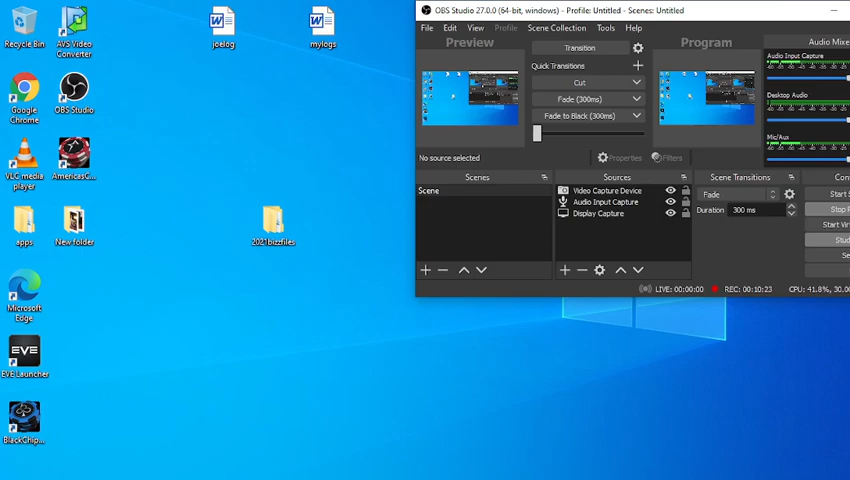 Recycle Bin
AVS Video
Converter
joelog
mylogs
Google
Chrome
OBS Studio
VLC media
player
AmericasC...
apps
New folder
2021bizzfiles
Microsoft
Edge
EVE
EVE Launcher
BlackChip...
OBS Studio 27.0.0 (64-bit, windows) - Profile: Untitled - Scenes: Untitled
File Edit View Profile Scene Collection Tools Help
Preview
Transition
Quick Transitions
Cut
Fade (300ms)
Fade to Black (300ms)
Program
Audio Mixe
Audio Input Capture
Desktop Audio
Mic/Aux
No source selected
Properties
Filters
Scenes
Scene
Sources
Video Capture Device
Audio Input Capture
Display Capture
Scene Transitions
Fade
Duration 300 ms
Start Vir
LIVE: 00:00:00
REC: 00:10:23
CPU: 41.8%, 30.0